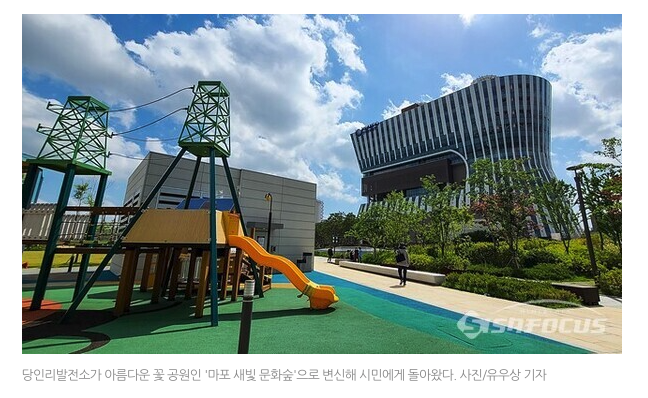 SISAFOCUS
당인리발전소가 아름다운 꽃 공원인 '마포 새빛 문화숲'으로 변신해 시민에게 돌아왔다. 사진/유우상 기자